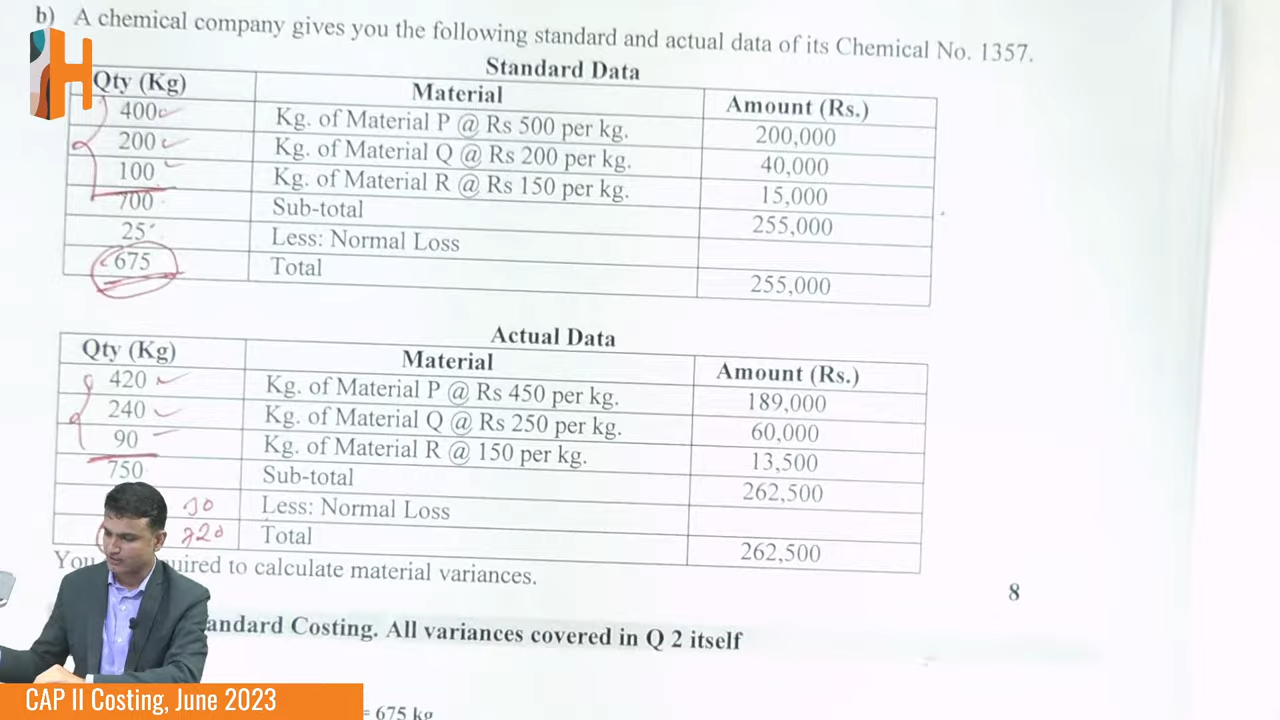 b) A chemical company gives you the following standard and actual data of its Chemical No. 1357.
H
Standard Data
Qty (Kg) Material Amount (Rs.)
400 Kg. of Material P @ Rs 500 per kg. 200,000
200 Kg. of Material Q @ Rs 200 per kg. 40,000
100 Kg. of Material R @ Rs 150 per kg. 15,000
700 Sub-total 255,000
25 Less: Normal Loss
675 Total 255,000
Actual Data
Qty (Kg) Material Amount (Rs.)
420 Kg. of Material P @ Rs 450 per kg. 189,000
240 Kg. of Material Q @ Rs 250 per kg. 60,000
90 Kg. of Material R @ 150 per kg. 13,500
750 Sub-total 262,500
30 Less: Normal Loss
720 Total 262,500
You uired to calculate material variances.
8
andard Costing. All variances covered in Q 2 itself
CAP II Costing, June 2023
= 675 kg